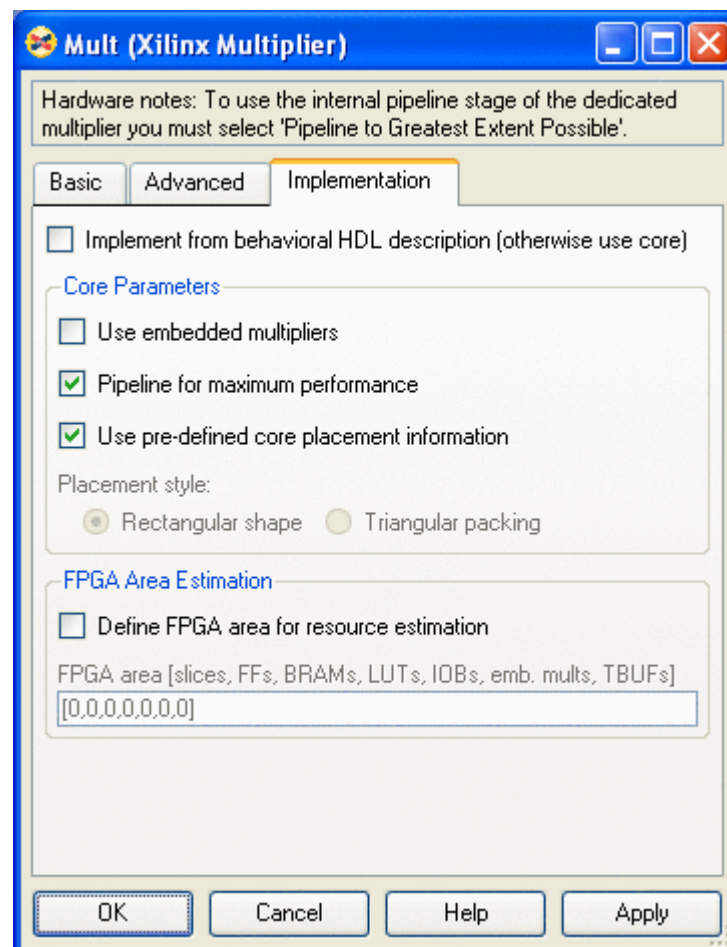 Mult (Xilinx Multiplier)
Hardware notes: To use the internal pipeline stage of the dedicated
multiplier you must select 'Pipeline to Greatest Extent Possible'.
Basic Advanced Implementation
Implement from behavioral HDL description (otherwise use core)
Core Parameters
Use embedded multipliers
Pipeline for maximum performance
Use pre-defined core placement information
Placement style:
Rectangular shape Triangular packing
FPGA Area Estimation
Define FPGA area for resource estimation
FPGA area [slices, FFs, BRAMs, LUTs, IOBs, emb. mults, TBUFs]
[0,0,0,0,0,0,0]
OK Cancel Help Apply